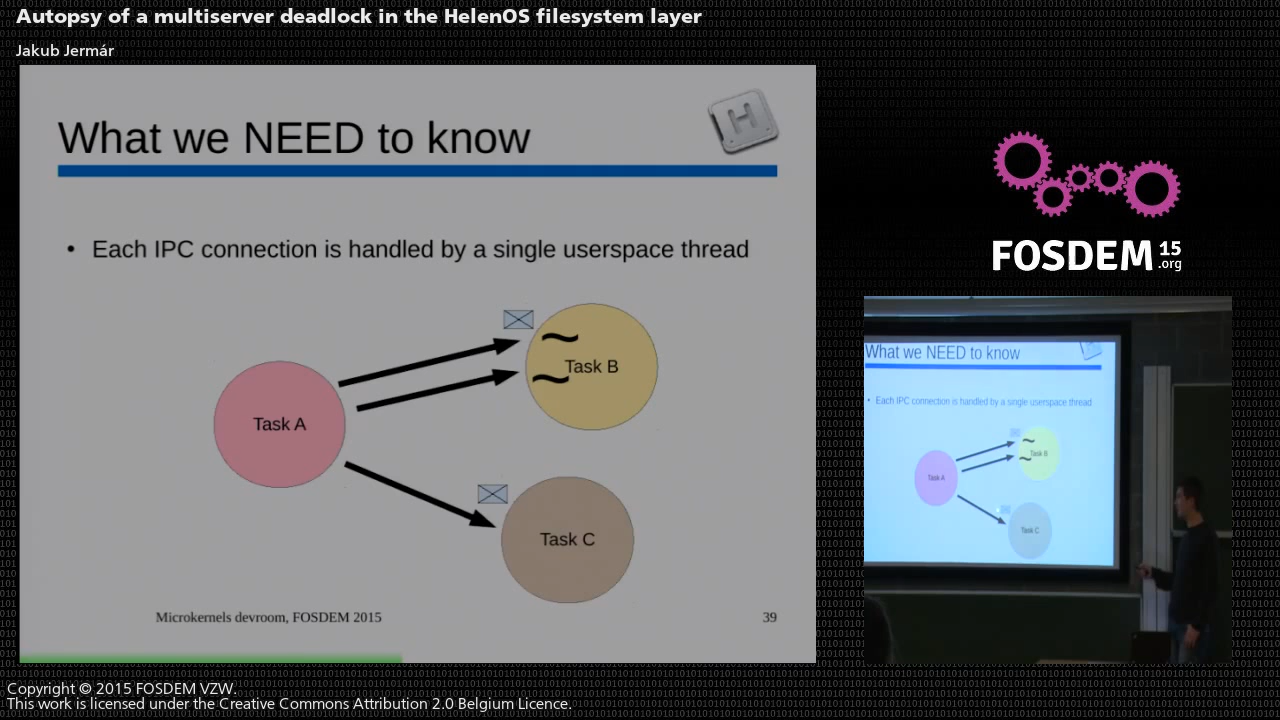 Autopsy of a multiserver deadlock in the HelenOS filesystem layer
Jakub Jermár
What we NEED to know
H
• Each IPC connection is handled by a single userspace thread
Task A
Task B
Task C
Microkernels devroom, FOSDEM 2015
39
FOSDEM 15
.org
What we NEED to know
• Each IPC connection is handled by a single userspace thread
Task A
Task B
Task C
Copyright © 2015 FOSDEM VZW.
This work is licensed under the Creative Commons Attribution 2.0 Belgium Licence.